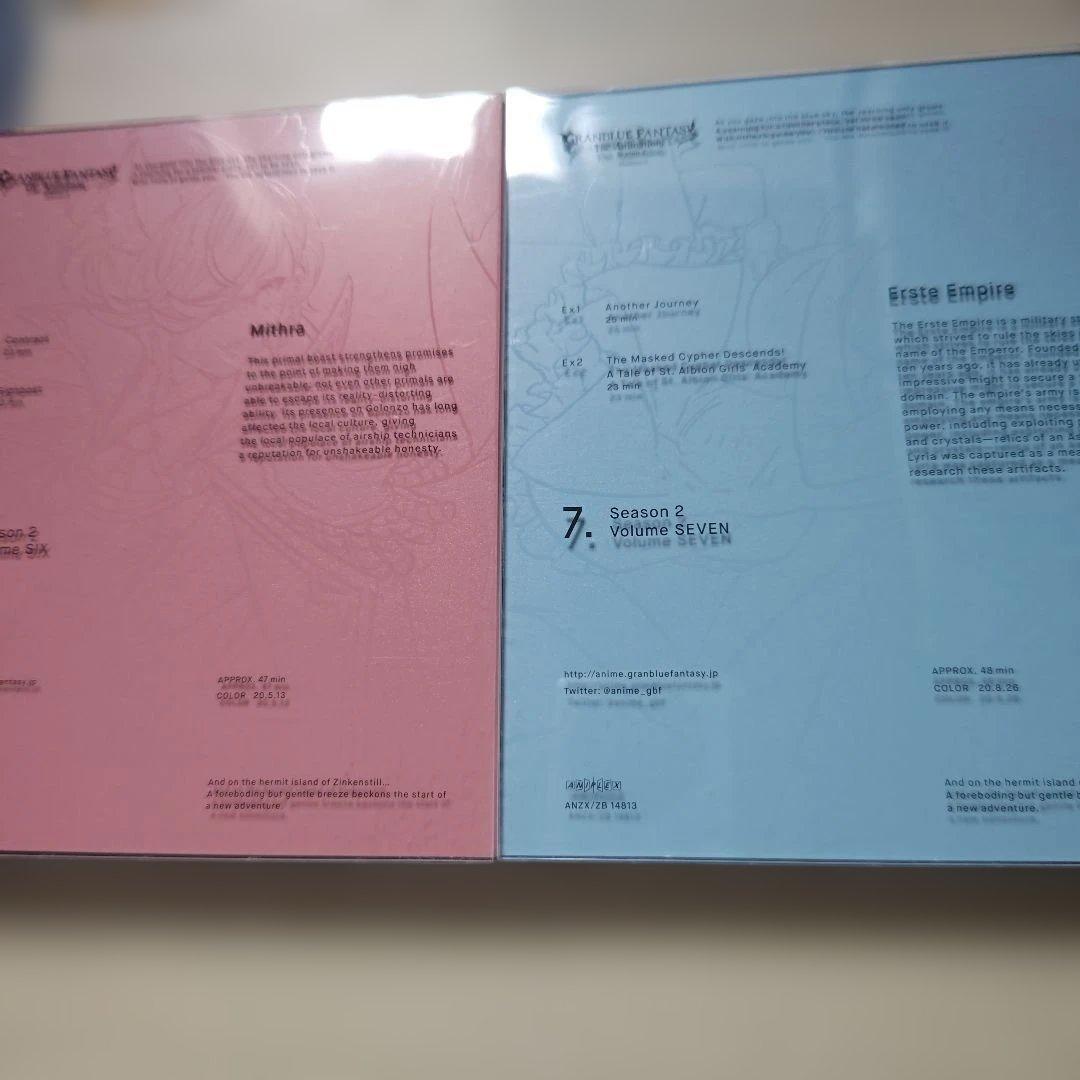 GRANBLUE FANTASY
Mithra
This primal beast strengthens promises
to the point of making them nigh
unbreakable; not even other primals are
able to escape its reality-distorting
ability. Its presence on Golonzo has long
affected the local culture, giving
the local populace of airship technicians
a reputation for unshakeable honesty.
son 2
me SIX
APPROX. 47 min
COLOR 20.5.13
And on the hermit island of Zinkenstill...
A foreboding but gentle breeze beckons the start of
a new adventure.
GRANBLUE FANTASY
The Animation
Ex1 Another Journey
25 min
Ex2 The Masked Cypher Descends!
A Tale of St. Albion Girls' Academy
23 min
7. Season 2
Volume SEVEN
http://anime.granbluefantasy.jp
Twitter: @anime_gbf
ANIPLEX
ANZX/ZB 14813
Erste Empire
The Erste Empire is a military st
which strives to rule the skies
name of the Emperor. Founded
ten years ago, it has already u
impressive might to secure a
domain. The empire's army is
employing any means necess
power, including exploiting
and crystals—relics of an As
Lyria was captured as a mea
research these artifacts.
APPROX. 48 min
COLOR 20.8.26
And on the hermit island
A foreboding but gentle b
a new adventure.